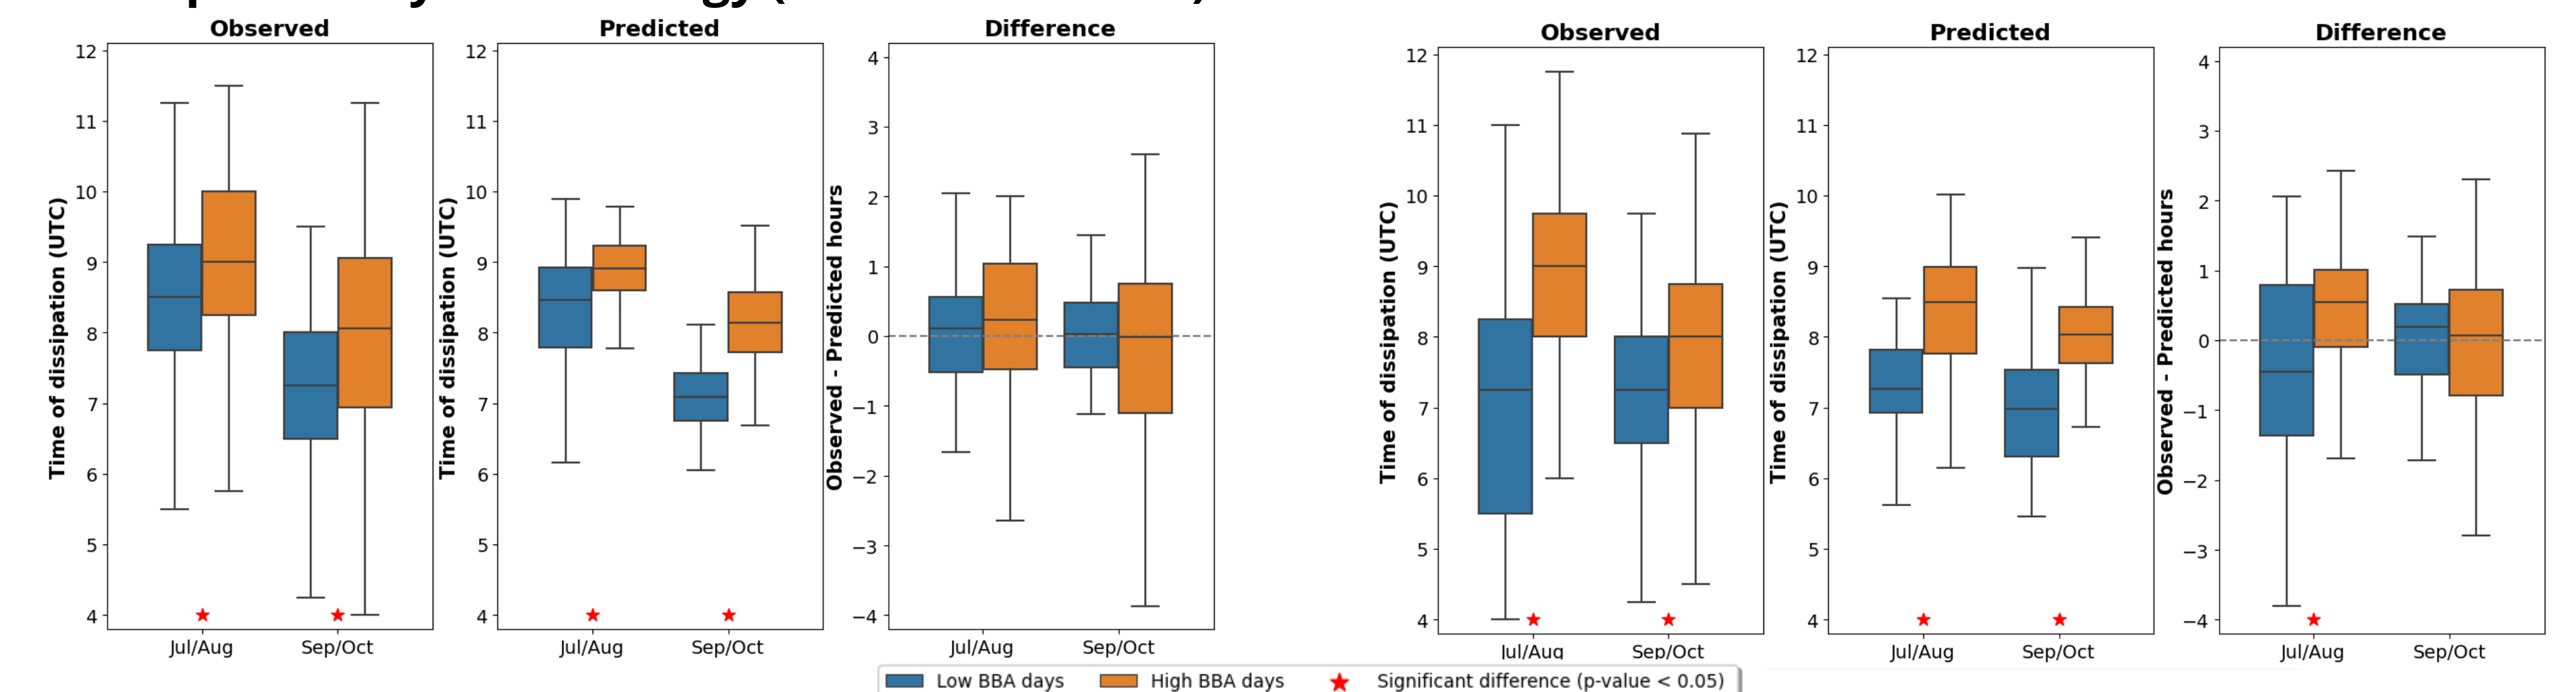 Observed
Predicted
Difference
Observed
Predicted
Difference
Time of dissipation (UTC)
12
11
10
9
8
7
6
5
4
Jul/Aug
Sep/Oct
Time of dissipation (UTC)
12
11
10
9
8
7
6
5
4
Jul/Aug
Sep/Oct
Observed - Predicted hours
4
3
2
1
0
−1
−2
−3
−4
Jul/Aug
Sep/Oct
Time of dissipation (UTC)
12
11
10
9
8
7
6
5
4
Jul/Aug
Sep/Oct
Time of dissipation (UTC)
12
11
10
9
8
7
6
5
4
Jul/Aug
Sep/Oct
Observed - Predicted hours
4
3
2
1
0
−1
−2
−3
−4
Jul/Aug
Sep/Oct
Low BBA days
High BBA days
Significant difference (p-value < 0.05)